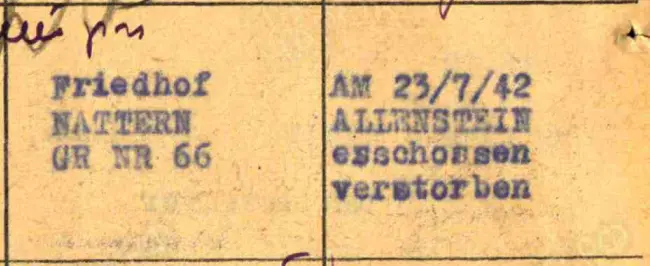 Friedhof
NATTERN
GR NR 66
AM 23/7/42
ALLENSTEIN
esschossen
verstorben